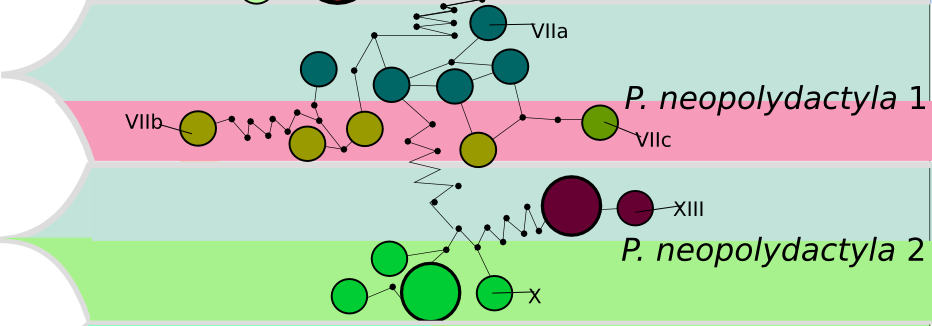 VIIa
P. neopolydactyla 1
VIIb
VIIc
XIII
P. neopolydactyla 2
X